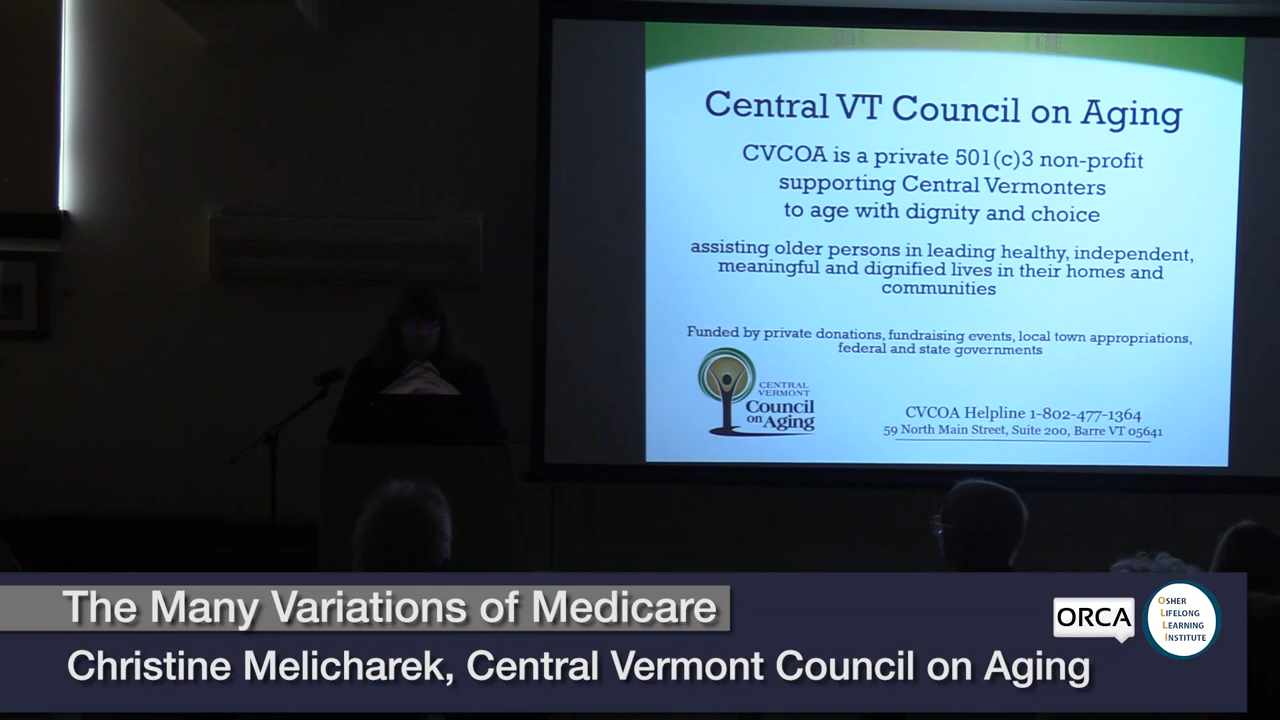 Central VT Council on Aging
CVCOA is a private 501(c)3 non-profit
supporting Central Vermonters
to age with dignity and choice
assisting older persons in leading healthy, independent,
meaningful and dignified lives in their homes and
communities
Funded by private donations, fundraising events, local town appropriations,
federal and state governments
CENTRAL
VERMONT
Council
on Aging
CVCOA Helpline 1-802-477-1364
59 North Main Street, Suite 200, Barre VT 05641
The Many Variations of Medicare
Christine Melicharek, Central Vermont Council on Aging
ORCA
OSHER
LIFELONG
LEARNING
INSTITUTE